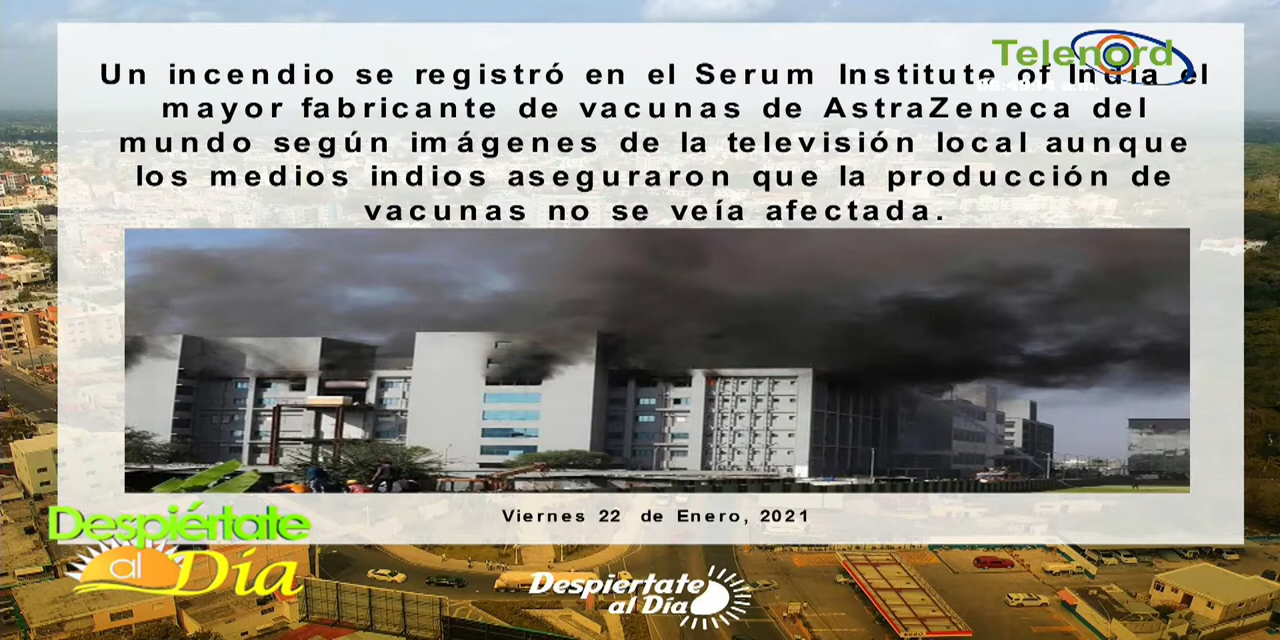 Telenord
Un incendio se registró en el Serum Institute of India el
mayor fabricante de vacunas de AstraZeneca del
mundo según imágenes de la televisión local aunque
los medios indios aseguraron que la producción de
vacunas no se veía afectada.
Viernes 22 de Enero, 2021
Despiértate
al Día
Despiertate
al Día